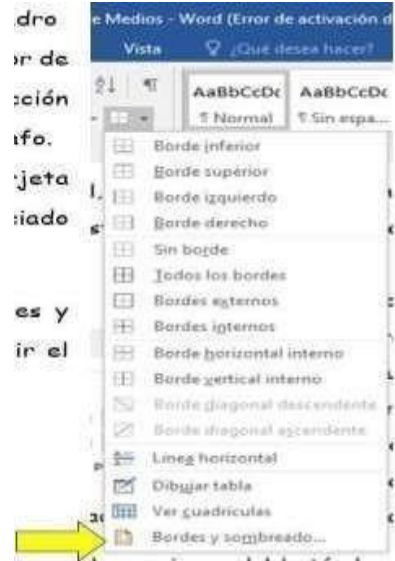 dro
or de
cción
afo.
rjeta
ciado
es y
ir el
e Medios - Word (Error de activación d
Vista ¿Qué desea hacer?
AaBbCcDc AaBbCcDc
¶ Normal ¶ Sin espa...
Borde inferior
Borde superior
Borde izquierdo
Borde derecho
Sin borde
Todos los bordes
Bordes externos
Bordes internos
Borde horizontal interno
Borde vertical interno
Borde diagonal descendente
Borde diagonal ascendente
Línea horizontal
Dibujar tabla
Ver cuadrículas
Bordes y sombreado...